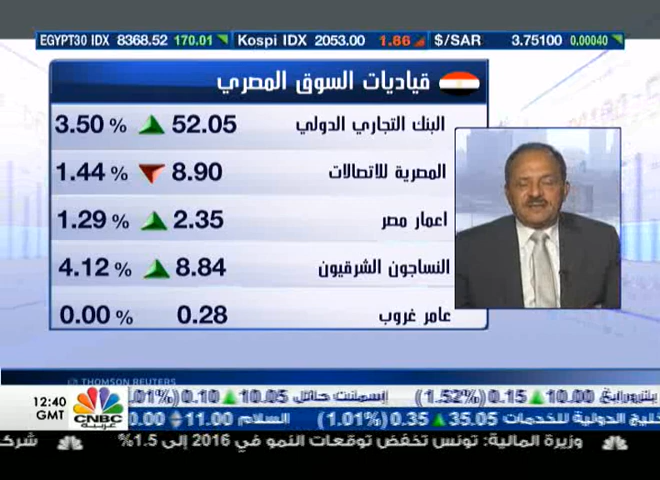 EGYPT30 IDX 8368.52 170.01 Kospi IDX 2053.00 1.86 $/SAR 3.75100 0.00040
قياديات السوق المصري
البنك التجاري الدولي 52.05 3.50 %
المصرية للاتصالات 8.90 1.44 %
اعمار مصر 2.35 1.29 %
النساجون الشرقيون 8.84 4.12 %
عامر غروب 0.28 0.00 %
THOMSON REUTERS
12:40
GMT
CNBC
عربية
10.00 0.15 (1.52%) إسمنت حائل 10.05 0.10 .01%)
خليج الدولية للخدمات 35.05 0.35 (1.01%) السلام 11.00 0.00
وزيرة المالية: تونس تخفض توقعات النمو في 2016 إلى 1.5% شركة